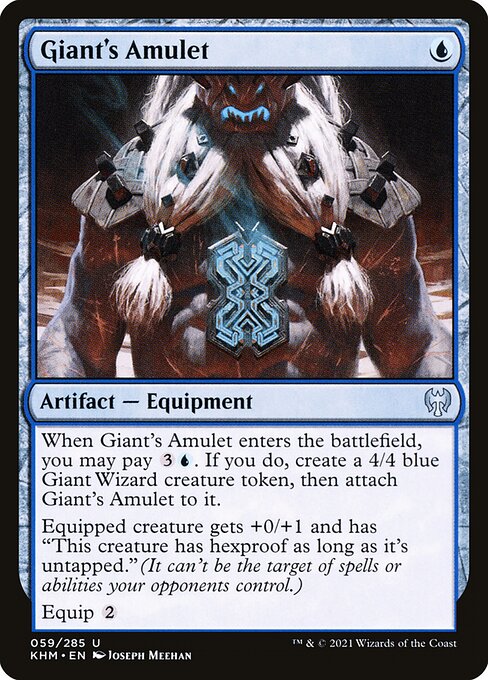 Giant's Amulet
Artifact — Equipment
When Giant's Amulet enters the battlefield,
you may pay 3. If you do, create a 4/4 blue
Giant Wizard creature token, then attach
Giant's Amulet to it.
Equipped creature gets +0/+1 and has
“This creature has hexproof as long as it's
untapped.” (It can't be the target of spells or
abilities your opponents control.)
Equip 2
059/285 U
KHM • EN Joseph Meehan
™ & © 2021 Wizards of the Coast